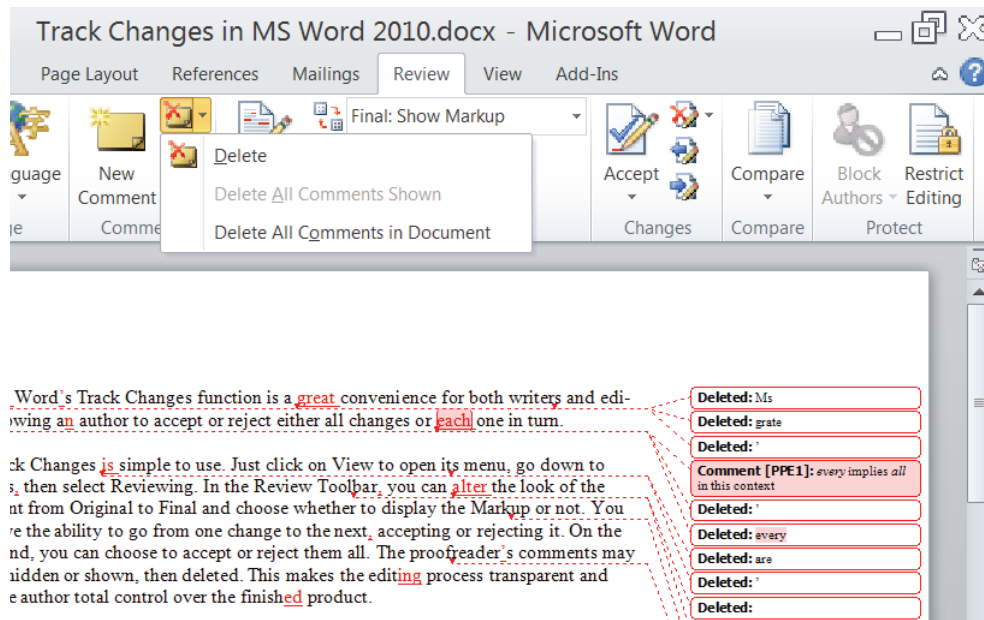 Track Changes in MS Word 2010.docx - Microsoft Word
Page Layout References Mailings Review View Add-Ins
Final: Show Markup
guage New Comment Accept Compare Block Authors Restrict Editing
Delete
Delete All Comments Shown
Delete All Comments in Document
ge Comme Changes Compare Protect
Word's Track Changes function is a great convenience for both writers and edi-
owing an author to accept or reject either all changes or each one in turn.
ck Changes is simple to use. Just click on View to open its menu, go down to
s, then select Reviewing. In the Review Toolbar, you can alter the look of the
nt from Original to Final and choose whether to display the Markup or not. You
ve the ability to go from one change to the next, accepting or rejecting it. On the
nd, you can choose to accept or reject them all. The proofreader's comments may
hidden or shown, then deleted. This makes the editing process transparent and
e author total control over the finished product.
Deleted: Ms
Deleted: grate
Deleted: '
Comment [PPE1]: every implies all
in this context
Deleted: '
Deleted: every
Deleted: are
Deleted: '
Deleted: